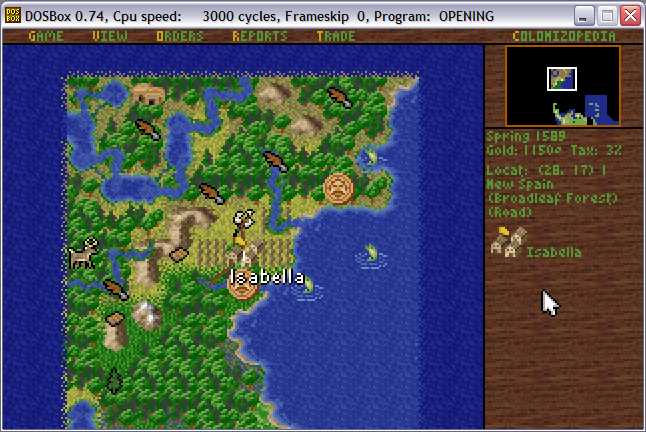 DOSBox 0.74, Cpu speed: 3000 cycles, Frameskip 0, Program: OPENING
GAME VIEW ORDERS REPORTS TRADE COLONIZOPEDIA
Spring 1589
Gold: 1150¢ Tax: 3%
Locat: (28, 17) 1
New Spain
(Broadleaf Forest)
(Road)
Isabella
1
Isabella